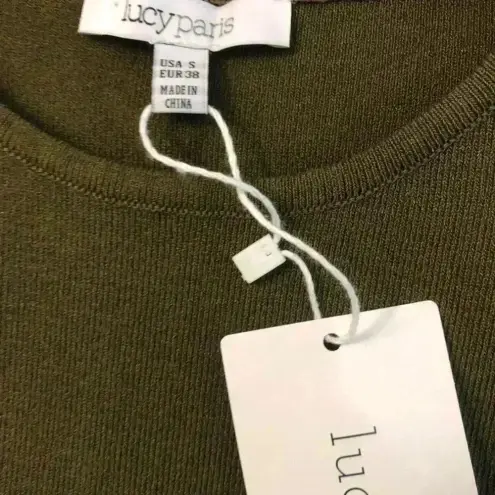 lucy paris
USA S
EUR 38
MADE IN
CHINA
luc